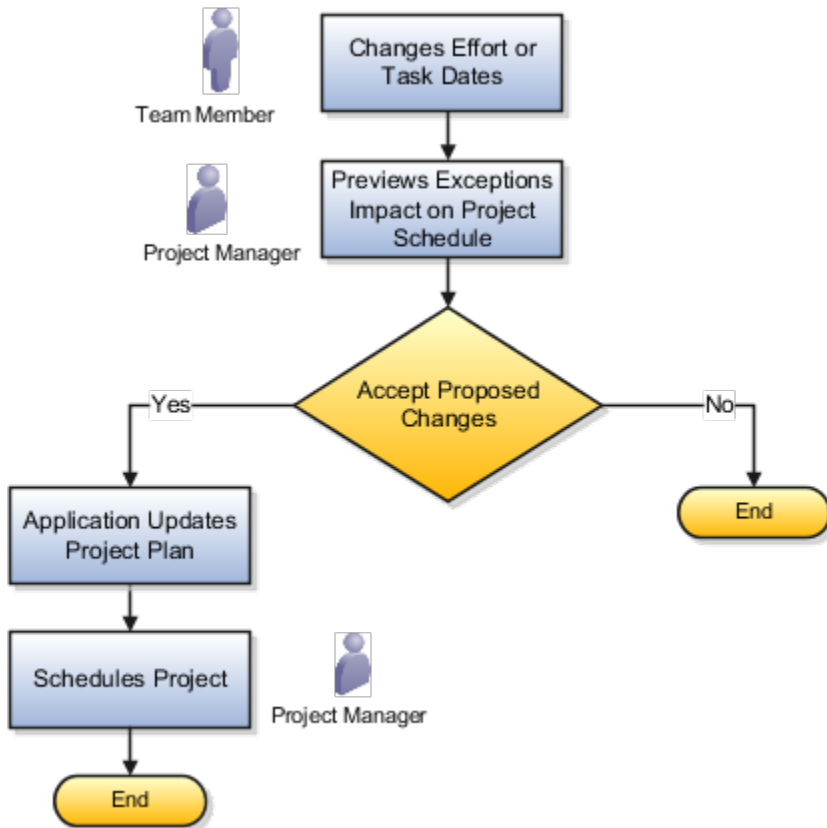 Changes Effort or
Task Dates
Team Member
Previews Exceptions
Impact on Project
Schedule
Project Manager
Accept Proposed
Changes
Yes
No
Application Updates
Project Plan
End
Schedules Project
Project Manager
End